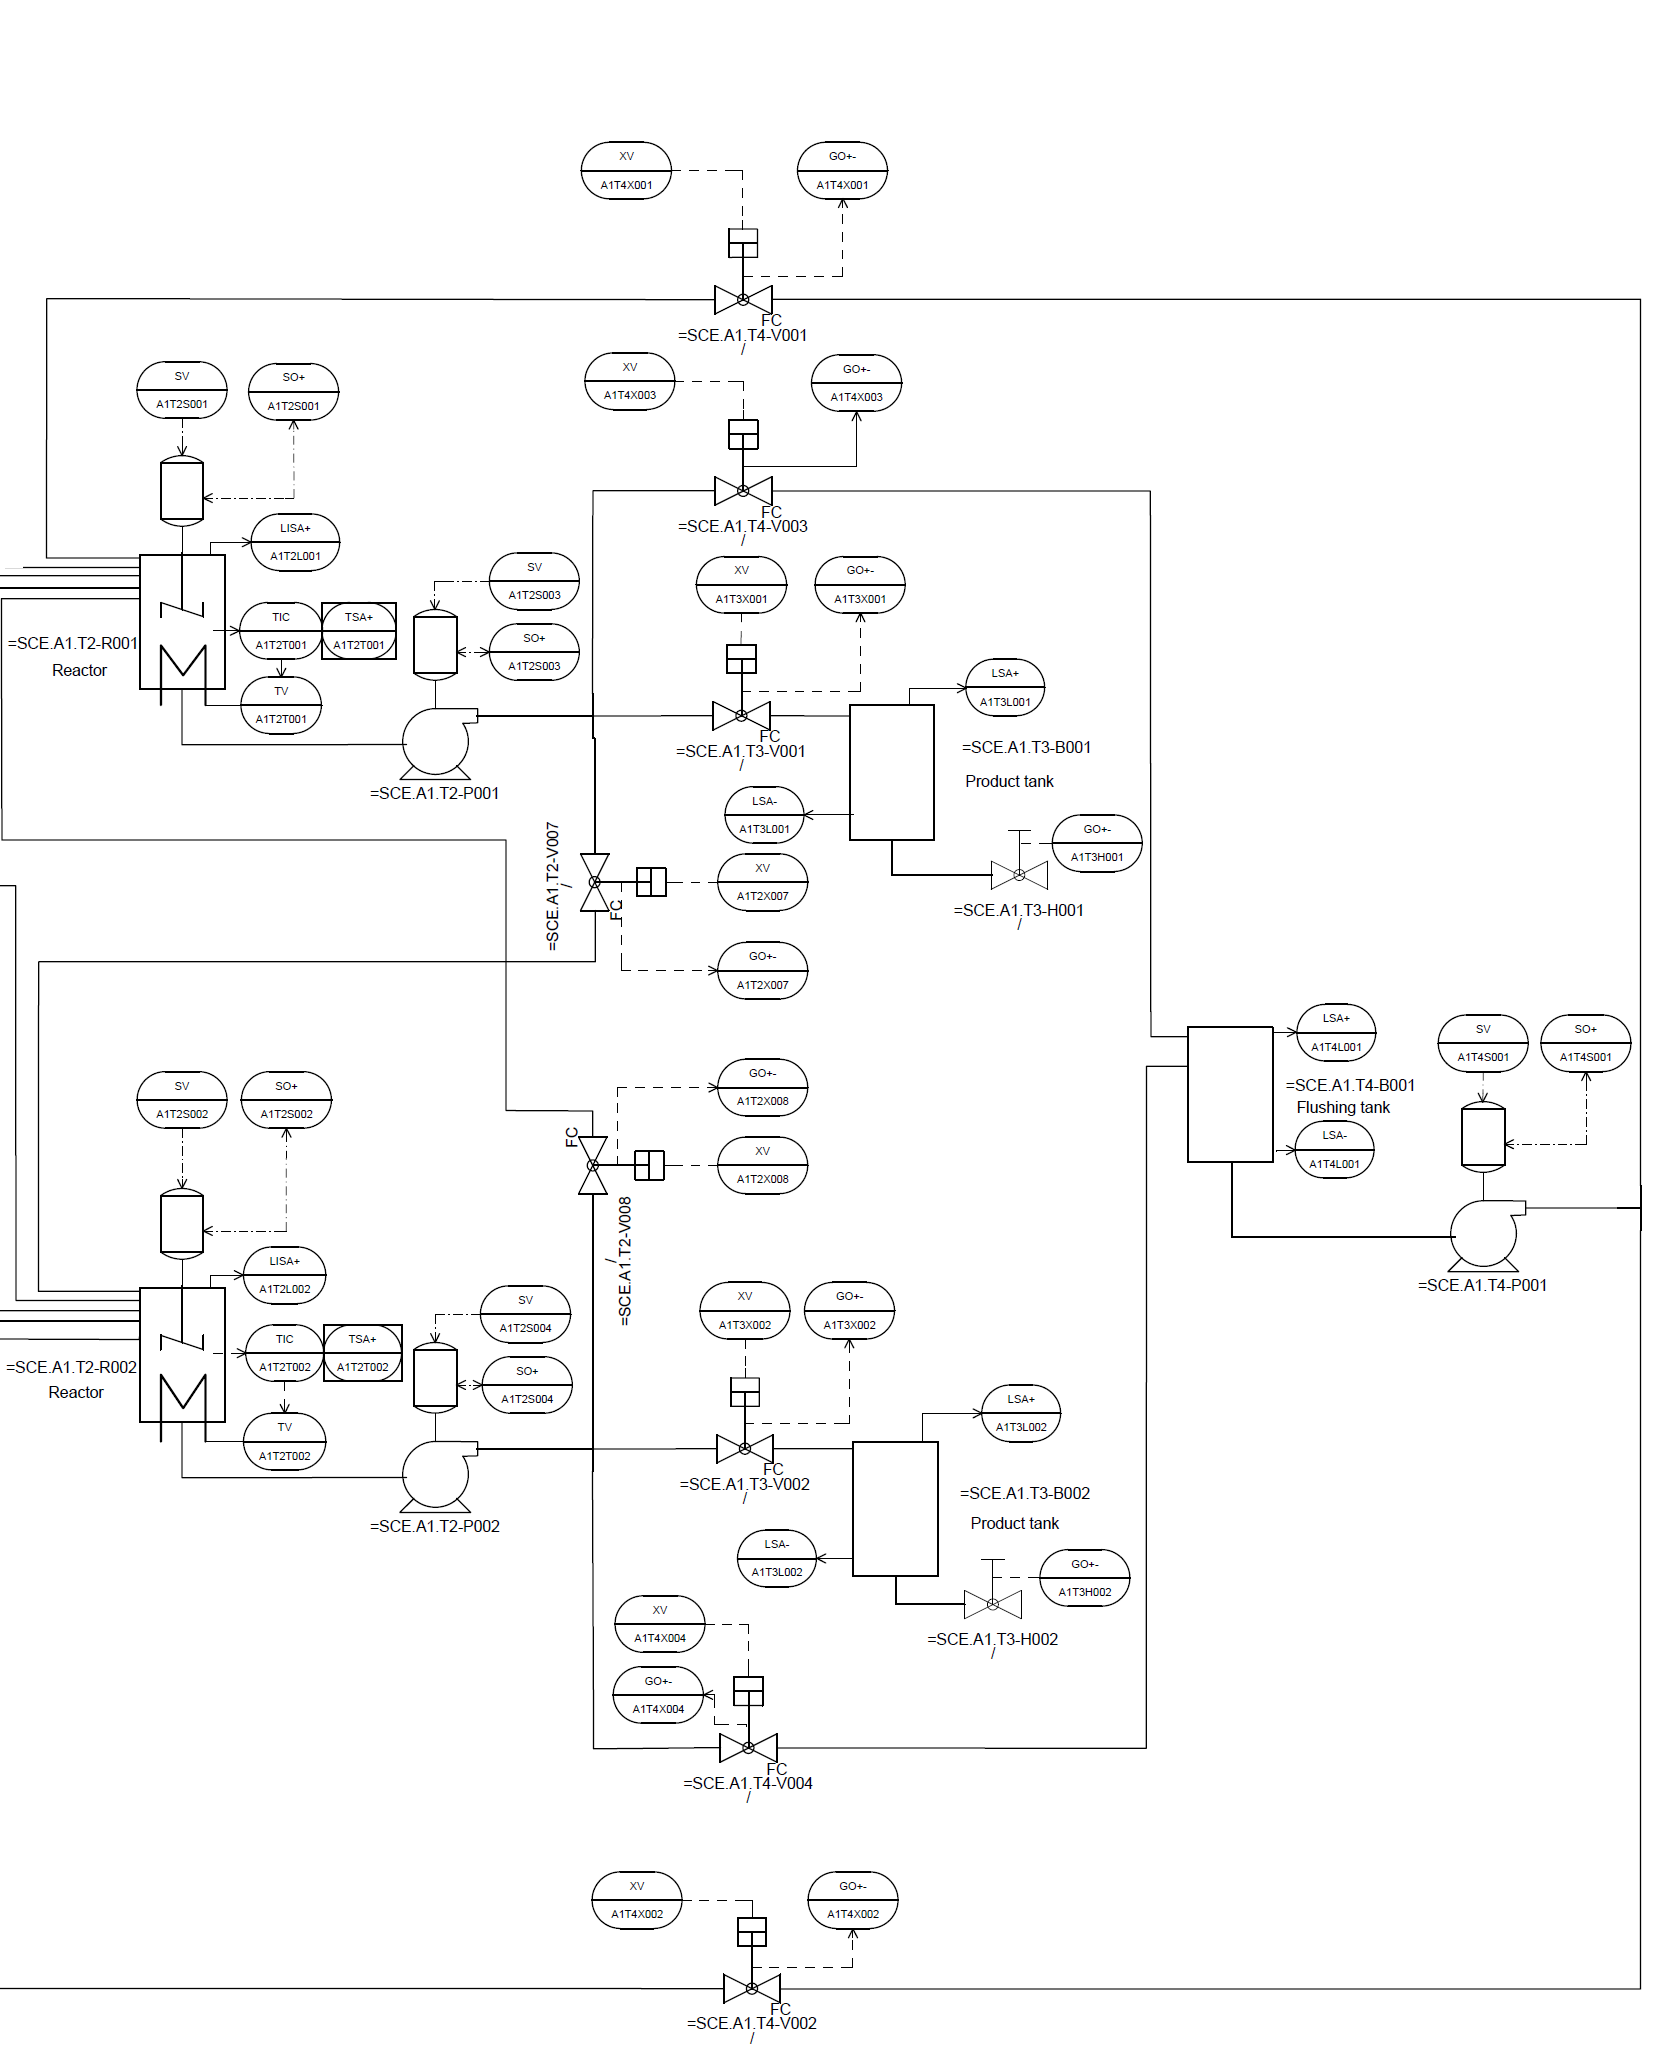 XV
A1T4X001
GO+-
A1T4X001
FC
=SCE.A1.T4-V001
/
XV
A1T4X003
GO+-
A1T4X003
FC
=SCE.A1.T4-V003
/
SV
A1T2S001
SO+
A1T2S001
LISA+
A1T2L001
TIC
A1T2T001
TSA+
A1T2T001
TV
A1T2T001
=SCE.A1.T2-R001
Reactor
SV
A1T2S003
SO+
A1T2S003
=SCE.A1.T2-P001
XV
A1T3X001
GO+-
A1T3X001
FC
=SCE.A1.T3-V001
/
LSA+
A1T3L001
=SCE.A1.T3-B001
Product tank
LSA-
A1T3L001
GO+-
A1T3H001
=SCE.A1.T3-H001
/
=SCE.A1.T2-V007
/
FC
XV
A1T2X007
GO+-
A1T2X007
GO+-
A1T2X008
XV
A1T2X008
FC
=SCE.A1.T2-V008
/
LSA+
A1T4L001
=SCE.A1.T4-B001
Flushing tank
LSA-
A1T4L001
SV
A1T4S001
SO+
A1T4S001
=SCE.A1.T4-P001
SV
A1T2S002
SO+
A1T2S002
LISA+
A1T2L002
TIC
A1T2T002
TSA+
A1T2T002
TV
A1T2T002
=SCE.A1.T2-R002
Reactor
SV
A1T2S004
SO+
A1T2S004
=SCE.A1.T2-P002
XV
A1T3X002
GO+-
A1T3X002
FC
=SCE.A1.T3-V002
/
LSA+
A1T3L002
=SCE.A1.T3-B002
Product tank
LSA-
A1T3L002
GO+-
A1T3H002
=SCE.A1.T3-H002
/
XV
A1T4X004
GO+-
A1T4X004
FC
=SCE.A1.T4-V004
/
XV
A1T4X002
GO+-
A1T4X002
FC
=SCE.A1.T4-V002
/